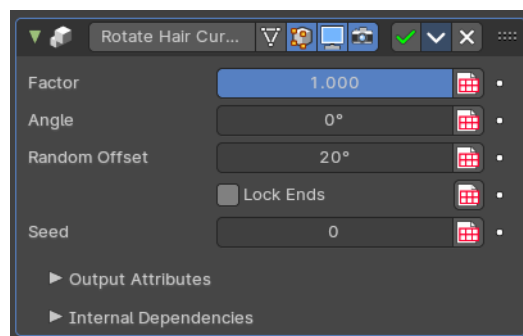 Rotate Hair Cur...
Factor 1.000
Angle 0°
Random Offset 20°
Lock Ends
Seed 0
Output Attributes
Internal Dependencies